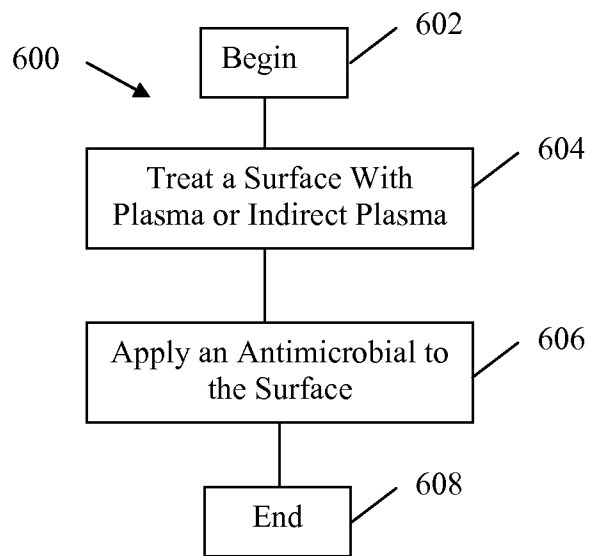 602
600
Begin
604
Treat a Surface With
Plasma or Indirect Plasma
606
Apply an Antimicrobial to
the Surface
608
End